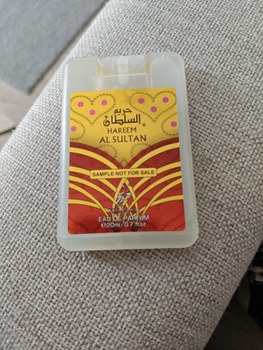 حريم
السلطان
HAREEM
AL SULTAN
SAMPLE NOT FOR SALE
EAU DE PARFUM
℮20ml/0.7 fl.oz